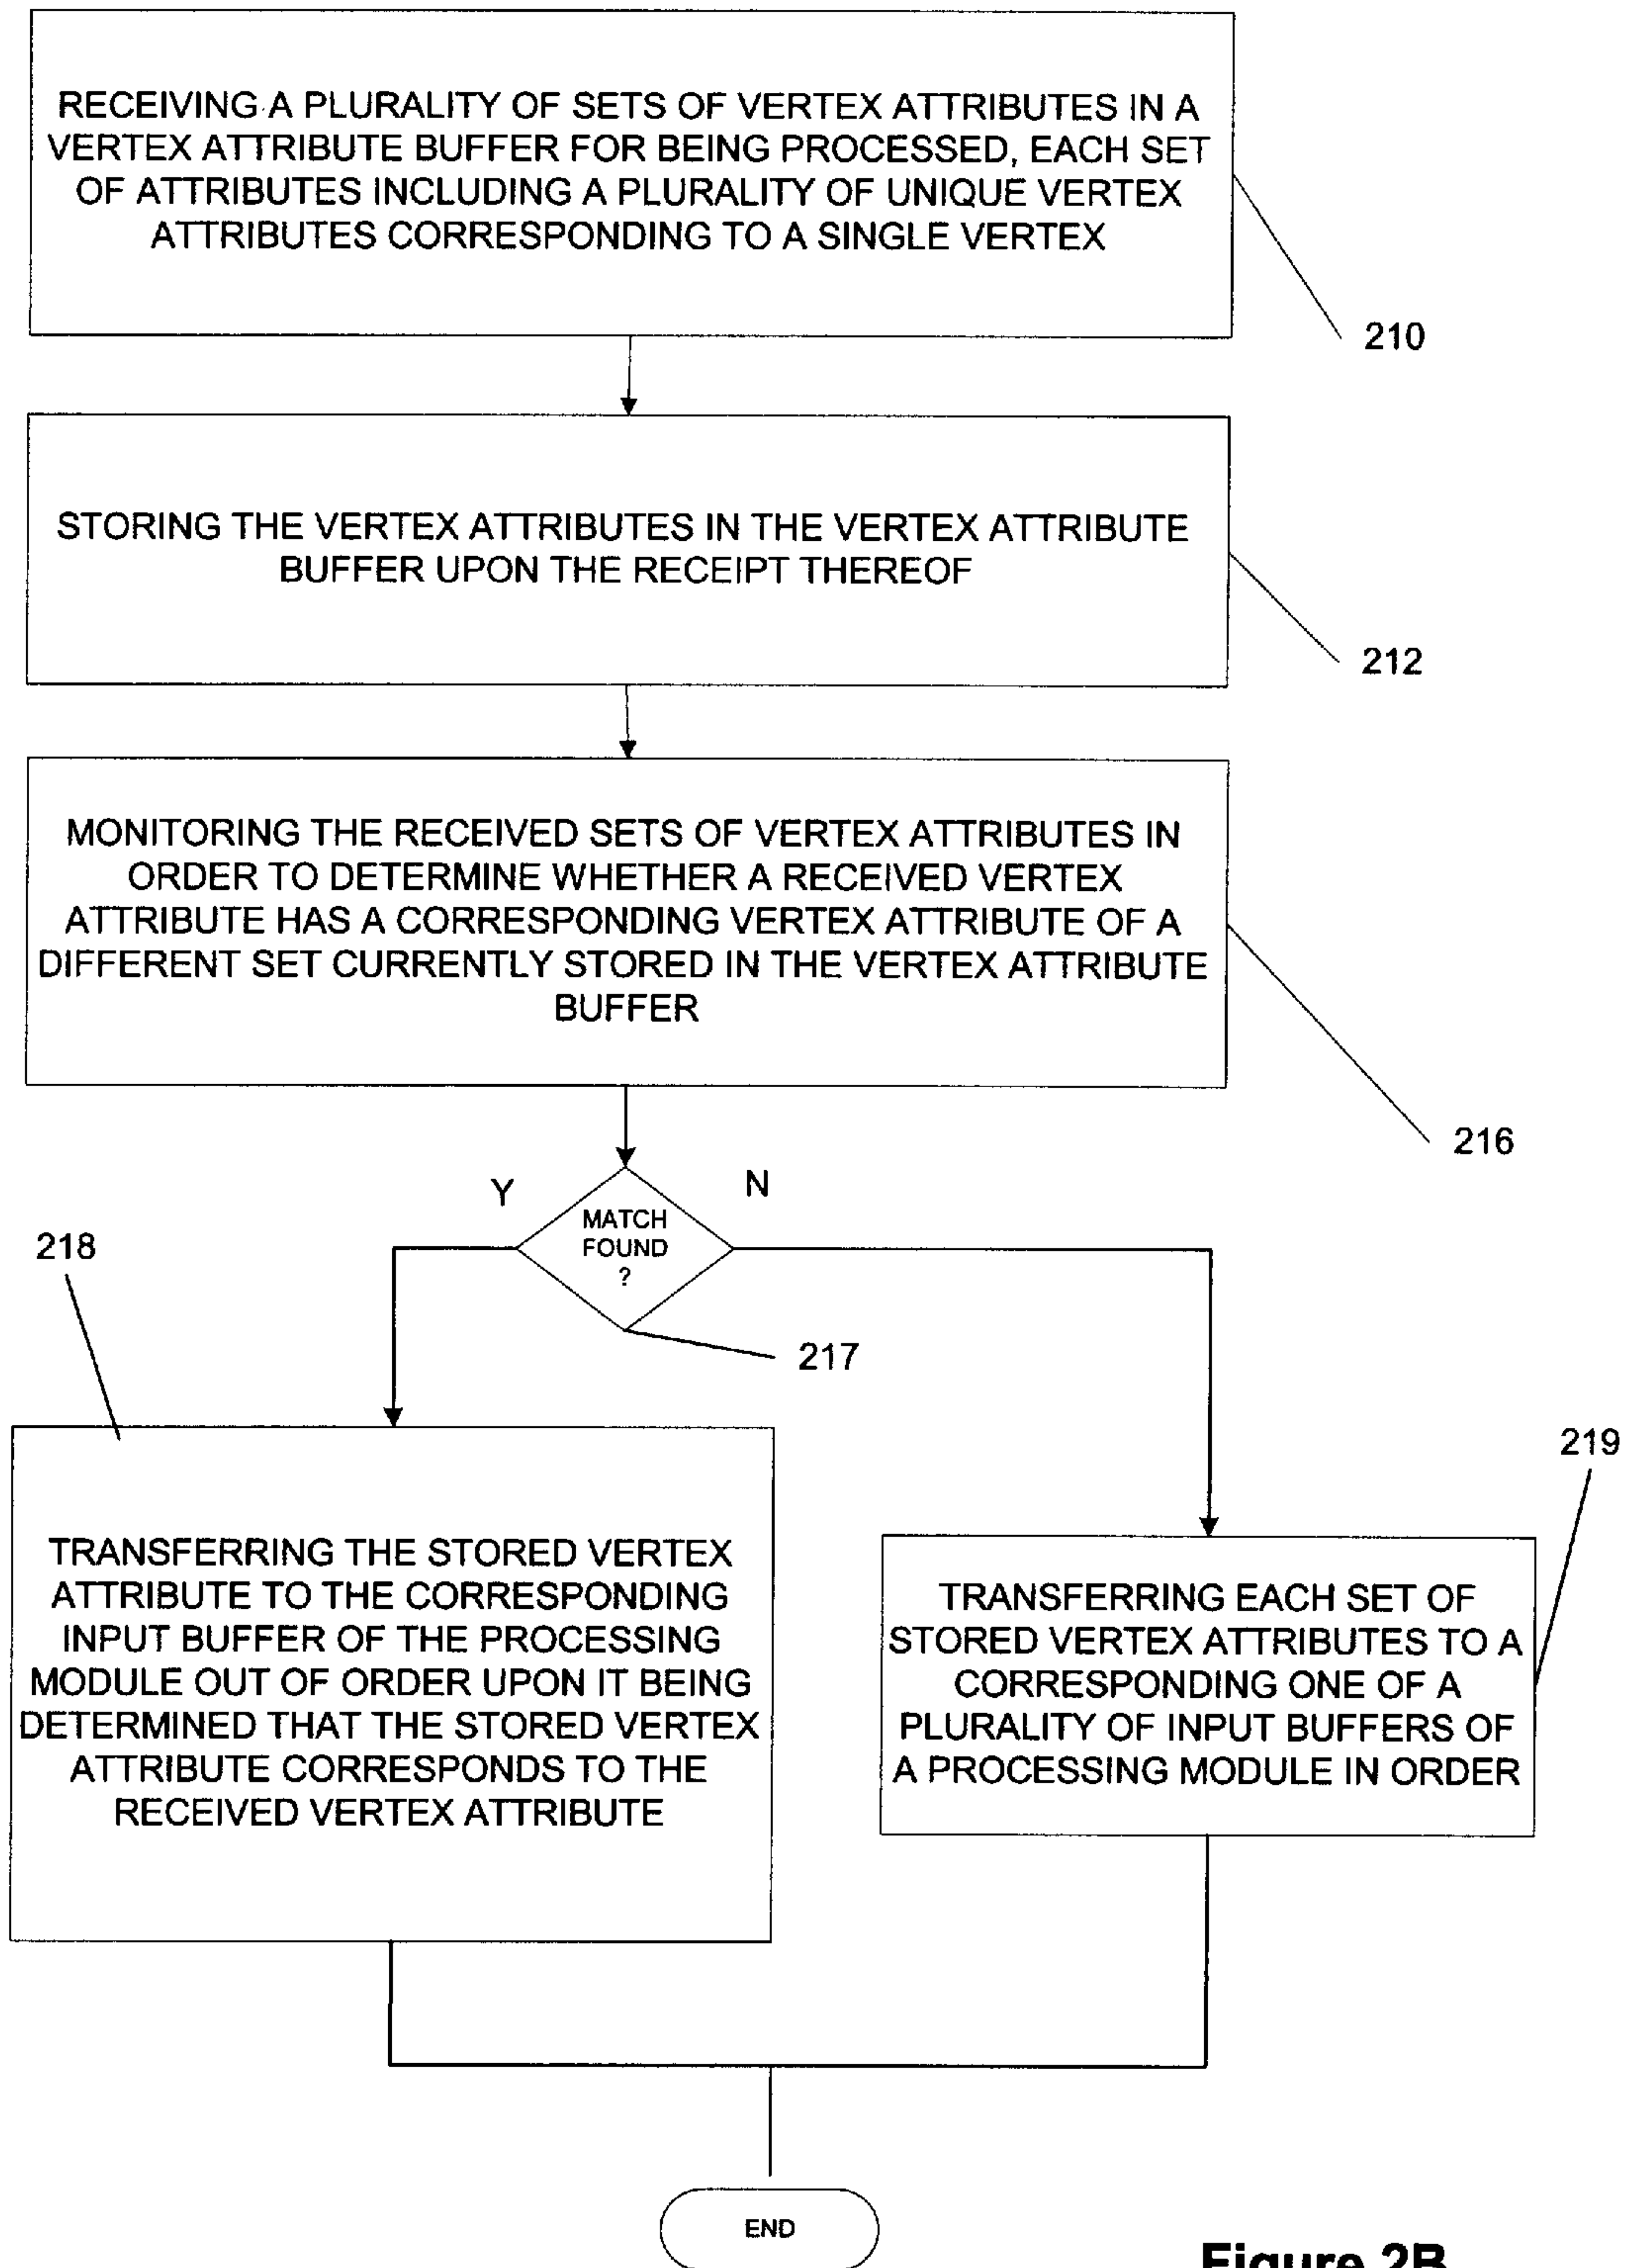 RECEIVING A PLURALITY OF SETS OF VERTEX ATTRIBUTES IN A
VERTEX ATTRIBUTE BUFFER FOR BEING PROCESSED, EACH SET
OF ATTRIBUTES INCLUDING A PLURALITY OF UNIQUE VERTEX
ATTRIBUTES CORRESPONDING TO A SINGLE VERTEX
210
STORING THE VERTEX ATTRIBUTES IN THE VERTEX ATTRIBUTE
BUFFER UPON THE RECEIPT THEREOF
212
MONITORING THE RECEIVED SETS OF VERTEX ATTRIBUTES IN
ORDER TO DETERMINE WHETHER A RECEIVED VERTEX
ATTRIBUTE HAS A CORRESPONDING VERTEX ATTRIBUTE OF A
DIFFERENT SET CURRENTLY STORED IN THE VERTEX ATTRIBUTE
BUFFER
216
Y
N
MATCH
FOUND
?
217
218
TRANSFERRING THE STORED VERTEX
ATTRIBUTE TO THE CORRESPONDING
INPUT BUFFER OF THE PROCESSING
MODULE OUT OF ORDER UPON IT BEING
DETERMINED THAT THE STORED VERTEX
ATTRIBUTE CORRESPONDS TO THE
RECEIVED VERTEX ATTRIBUTE
219
TRANSFERRING EACH SET OF
STORED VERTEX ATTRIBUTES TO A
CORRESPONDING ONE OF A
PLURALITY OF INPUT BUFFERS OF
A PROCESSING MODULE IN ORDER
END
Figure 2B